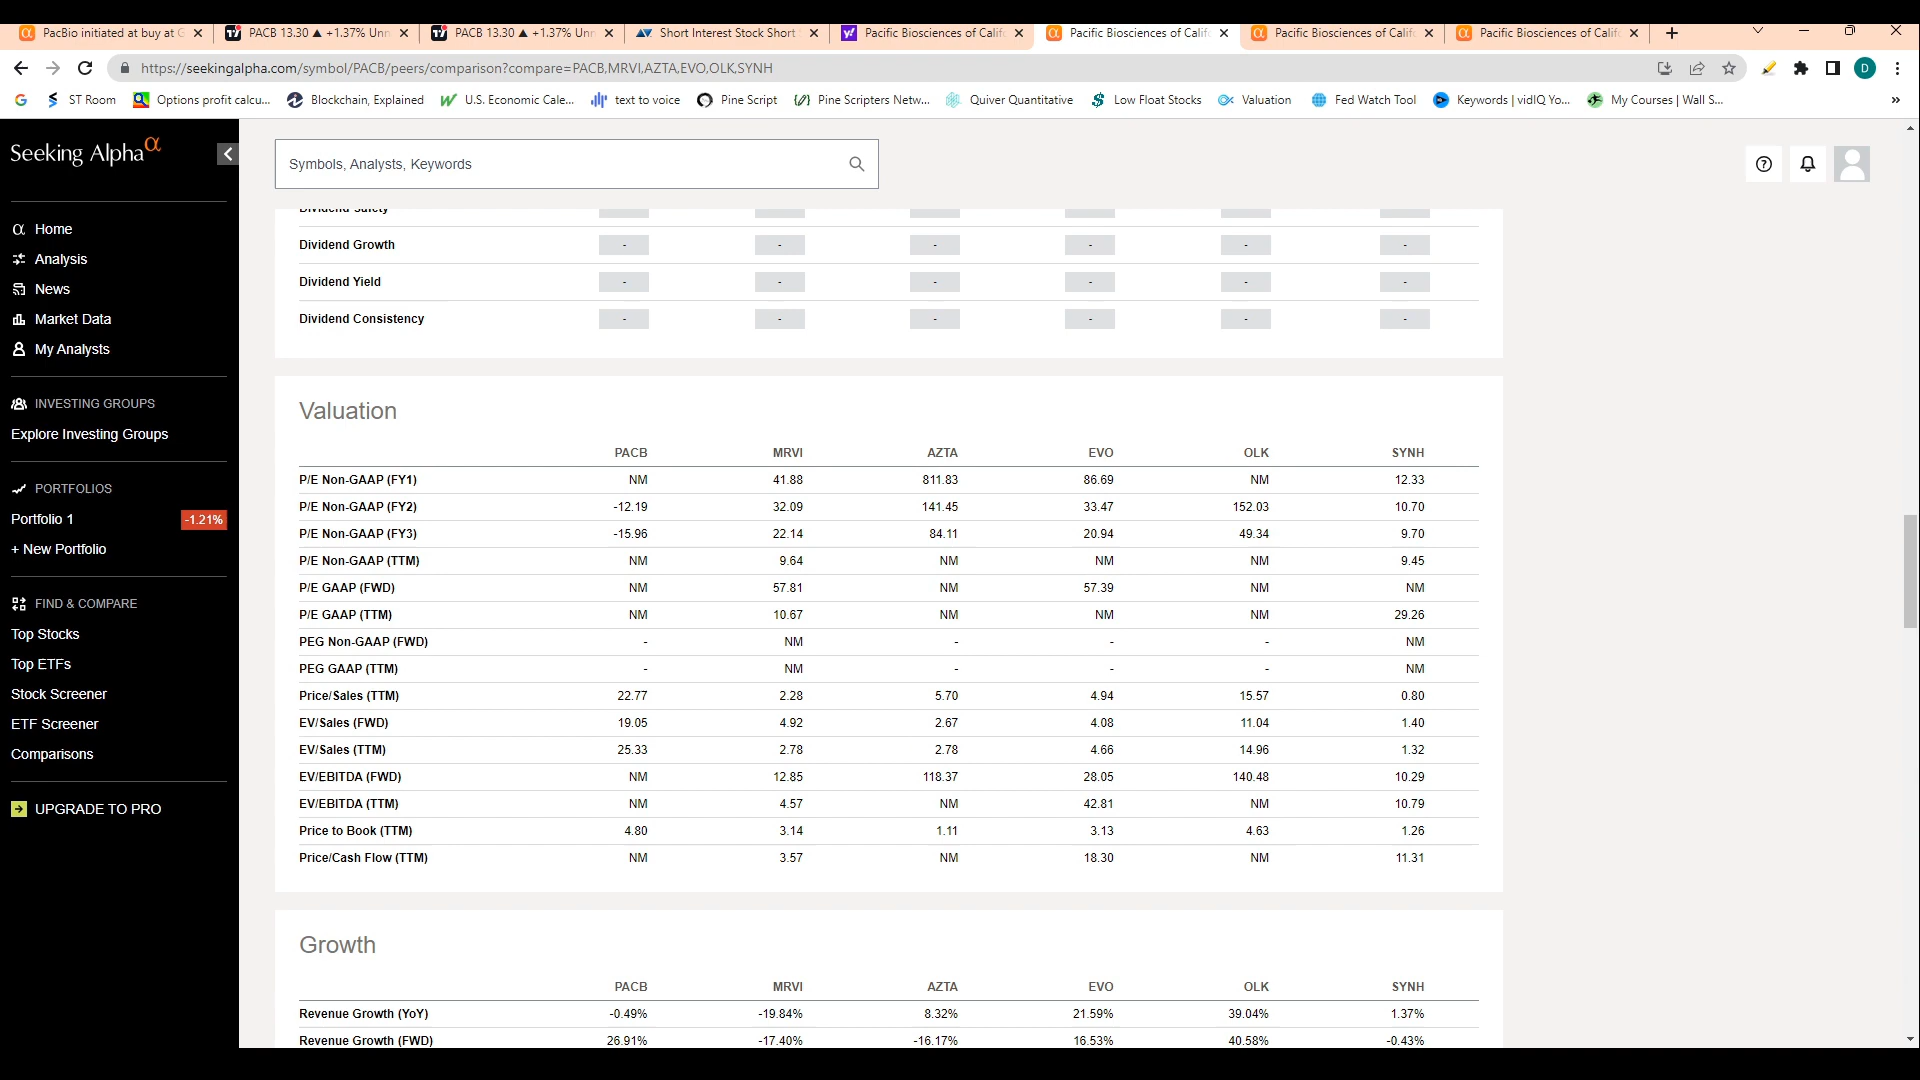 PacBio initiated at buy at G
PACB 13.30 ▲ +1.37% Unn
PACB 13.30 ▲ +1.37% Unn
Short Interest Stock Short
Pacific Biosciences of Calif
Pacific Biosciences of Calif
Pacific Biosciences of Calif
Pacific Biosciences of Calif
https://seekingalpha.com/symbol/PACB/peers/comparison?compare=PACB,MRVI,AZTA,EVO,OLK,SYNH
D
ST Room
Options profit calcu...
Blockchain, Explained
U.S. Economic Cale...
text to voice
Pine Script
Pine Scripters Netw...
Quiver Quantitative
Low Float Stocks
Valuation
Fed Watch Tool
Keywords | vidIQ Yo...
My Courses | Wall S...
»
Seeking Alpha α
Symbols, Analysts, Keywords
Home
Analysis
News
Market Data
My Analysts
INVESTING GROUPS
Explore Investing Groups
PORTFOLIOS
Portfolio 1 -1.21%
+ New Portfolio
FIND & COMPARE
Top Stocks
Top ETFs
Stock Screener
ETF Screener
Comparisons
UPGRADE TO PRO
Dividend Safety
Dividend Growth - - - - - -
Dividend Yield - - - - - -
Dividend Consistency - - - - - -
Valuation
PACB MRVI AZTA EVO OLK SYNH
P/E Non-GAAP (FY1) NM 41.88 811.83 86.69 NM 12.33
P/E Non-GAAP (FY2) -12.19 32.09 141.45 33.47 152.03 10.70
P/E Non-GAAP (FY3) -15.96 22.14 84.11 20.94 49.34 9.70
P/E Non-GAAP (TTM) NM 9.64 NM NM NM 9.45
P/E GAAP (FWD) NM 57.81 NM 57.39 NM NM
P/E GAAP (TTM) NM 10.67 NM NM NM 29.26
PEG Non-GAAP (FWD) - NM - - - NM
PEG GAAP (TTM) - NM - - - NM
Price/Sales (TTM) 22.77 2.28 5.70 4.94 15.57 0.80
EV/Sales (FWD) 19.05 4.92 2.67 4.08 11.04 1.40
EV/Sales (TTM) 25.33 2.78 2.78 4.66 14.96 1.32
EV/EBITDA (FWD) NM 12.85 118.37 28.05 140.48 10.29
EV/EBITDA (TTM) NM 4.57 NM 42.81 NM 10.79
Price to Book (TTM) 4.80 3.14 1.11 3.13 4.63 1.26
Price/Cash Flow (TTM) NM 3.57 NM 18.30 NM 11.31
Growth
PACB MRVI AZTA EVO OLK SYNH
Revenue Growth (YoY) -0.49% -19.84% 8.32% 21.59% 39.04% 1.37%
Revenue Growth (FWD) 26.91% -17.40% -16.17% 16.53% 40.58% -0.43%